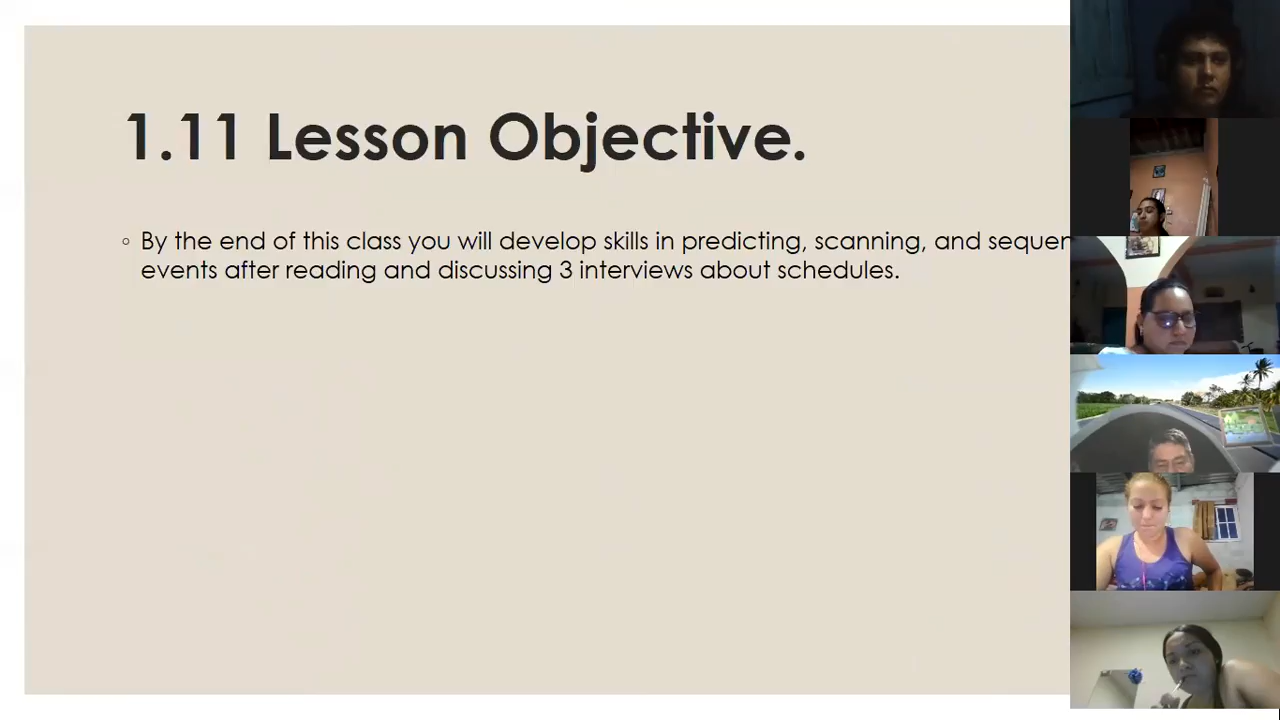 1.11 Lesson Objective.
By the end of this class you will develop skills in predicting, scanning, and
events after reading and discussing 3 interviews about schedules.